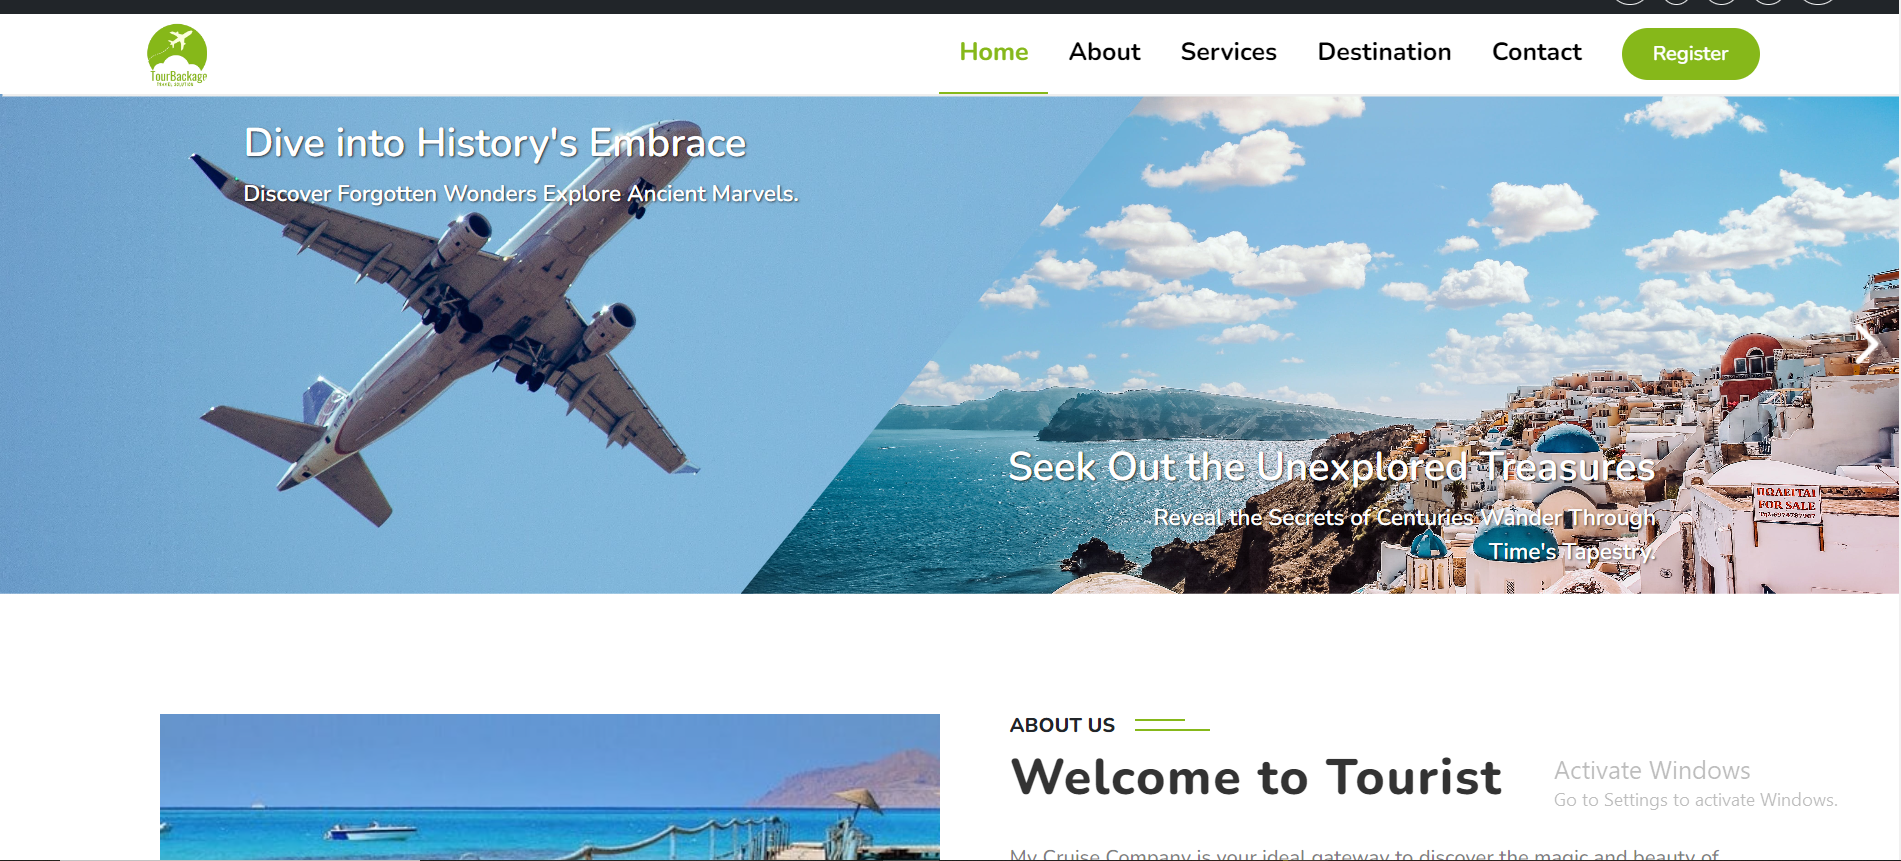 TourBackage
TRAVEL SOLUTION
Home About Services Destination Contact Register
Dive into History's Embrace
Discover Forgotten Wonders Explore Ancient Marvels.
Seek Out the Unexplored Treasures
Reveal the Secrets of Centuries Wander Through
Time's Tapestry.
ΠΩΛΕΙΤΑΙ
FOR SALE
ABOUT US
Welcome to Tourist
Activate Windows
Go to Settings to activate Windows.
My Cruise Company is your ideal gateway to discover the magic and beauty of